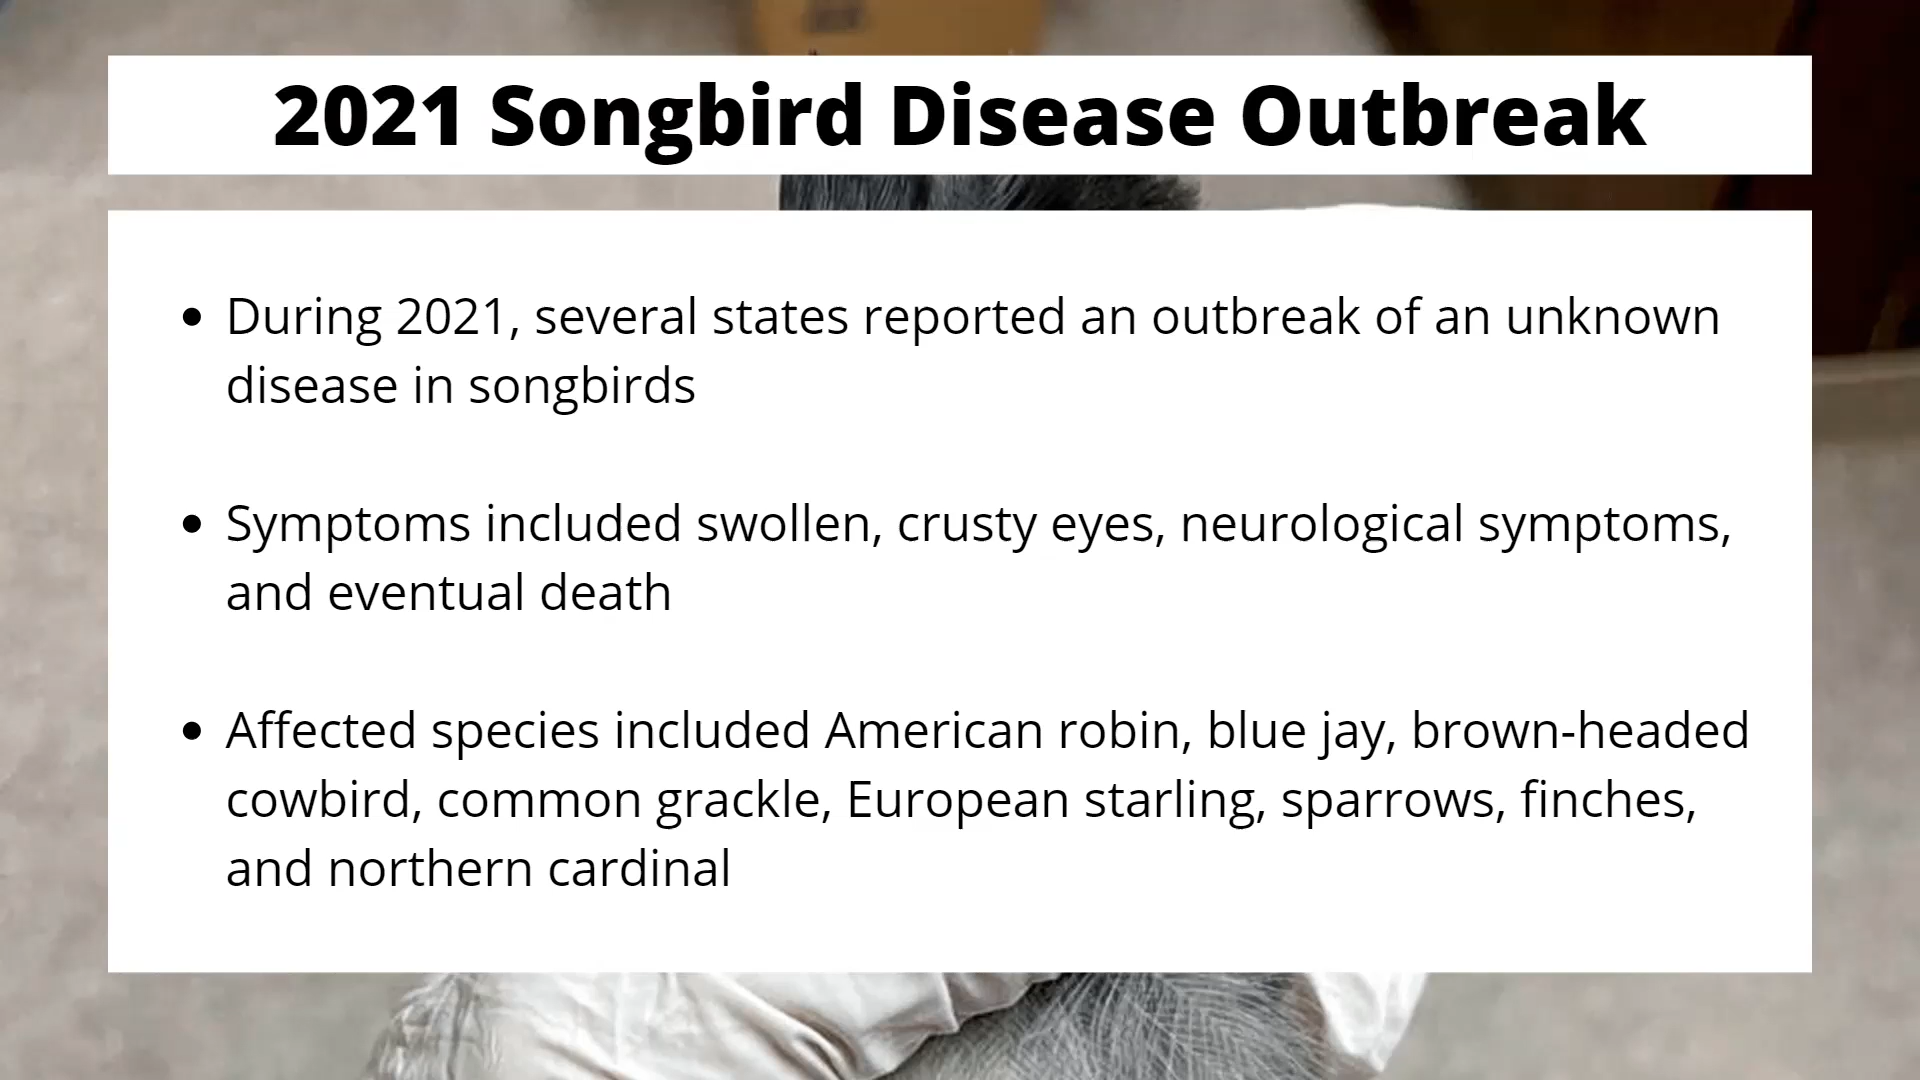 2021 Songbird Disease Outbreak
• During 2021, several states reported an outbreak of an unknown
disease in songbirds
• Symptoms included swollen, crusty eyes, neurological symptoms,
and eventual death
• Affected species included American robin, blue jay, brown-headed
cowbird, common grackle, European starling, sparrows, finches,
and northern cardinal